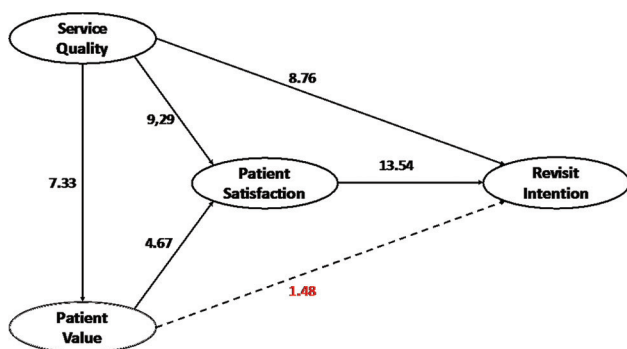 Service
Quality
8.76
9,29
7.33
Patient
Satisfaction
13.54
Revisit
Intention
4.67
1.48
Patient
Value